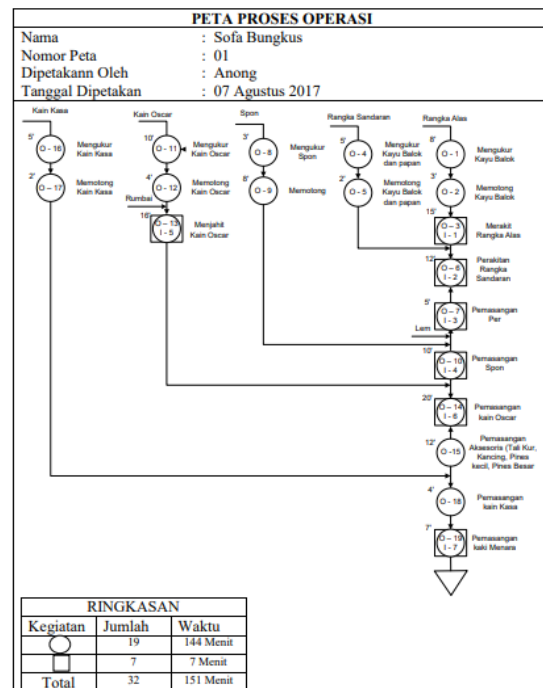 PETA PROSES OPERASI
Nama : Sofa Bungkus
Nomor Peta : 01
Dipetakann Oleh : Anong
Tanggal Dipetakan : 07 Agustus 2017
Kain Kasa
Kain Oscar
Spon
Rangka Sandaran
Rangka Alas
5'
O - 16
Mengukur
Kain Kasa
10'
O - 11
Mengukur
Kain Oscar
3'
O - 8
Mengukur
Spon
5'
O - 4
Mengukur
Kayu Balok
dan papan
8'
O - 1
Mengukur
Kayu Balok
2'
O - 17
Memotong
Kain Kasa
4'
O - 12
Memotong
Kain Oscar
8'
O - 9
Memotong
2'
O - 5
Memotong
Kayu Balok
dan papan
3'
O - 2
Memotong
Kayu Balok
Rumbai
16'
O – 13
I - 5
Menjahit
Kain Oscar
15'
O – 3
I - 1
Merakit
Rangka Alas
12'
O – 6
I - 2
Perakitan
Rangka
Sandaran
5'
O – 7
I - 3
Pemasangan
Per
Lem
10'
O – 10
I - 4
Pemasangan
Spon
20'
O – 14
I - 6
Pemasangan
kain Oscar
12'
O -15
Pemasangan
Aksesoris (Tali Kur,
Kancing, Pines
kecil, Pines Besar
4'
O - 18
Pemasangan
kain Kasa
7'
O – 19
I - 7
Pemasangan
kaki Menara
RINGKASAN
Kegiatan Jumlah Waktu
19 144 Menit
7 7 Menit
Total 32 151 Menit